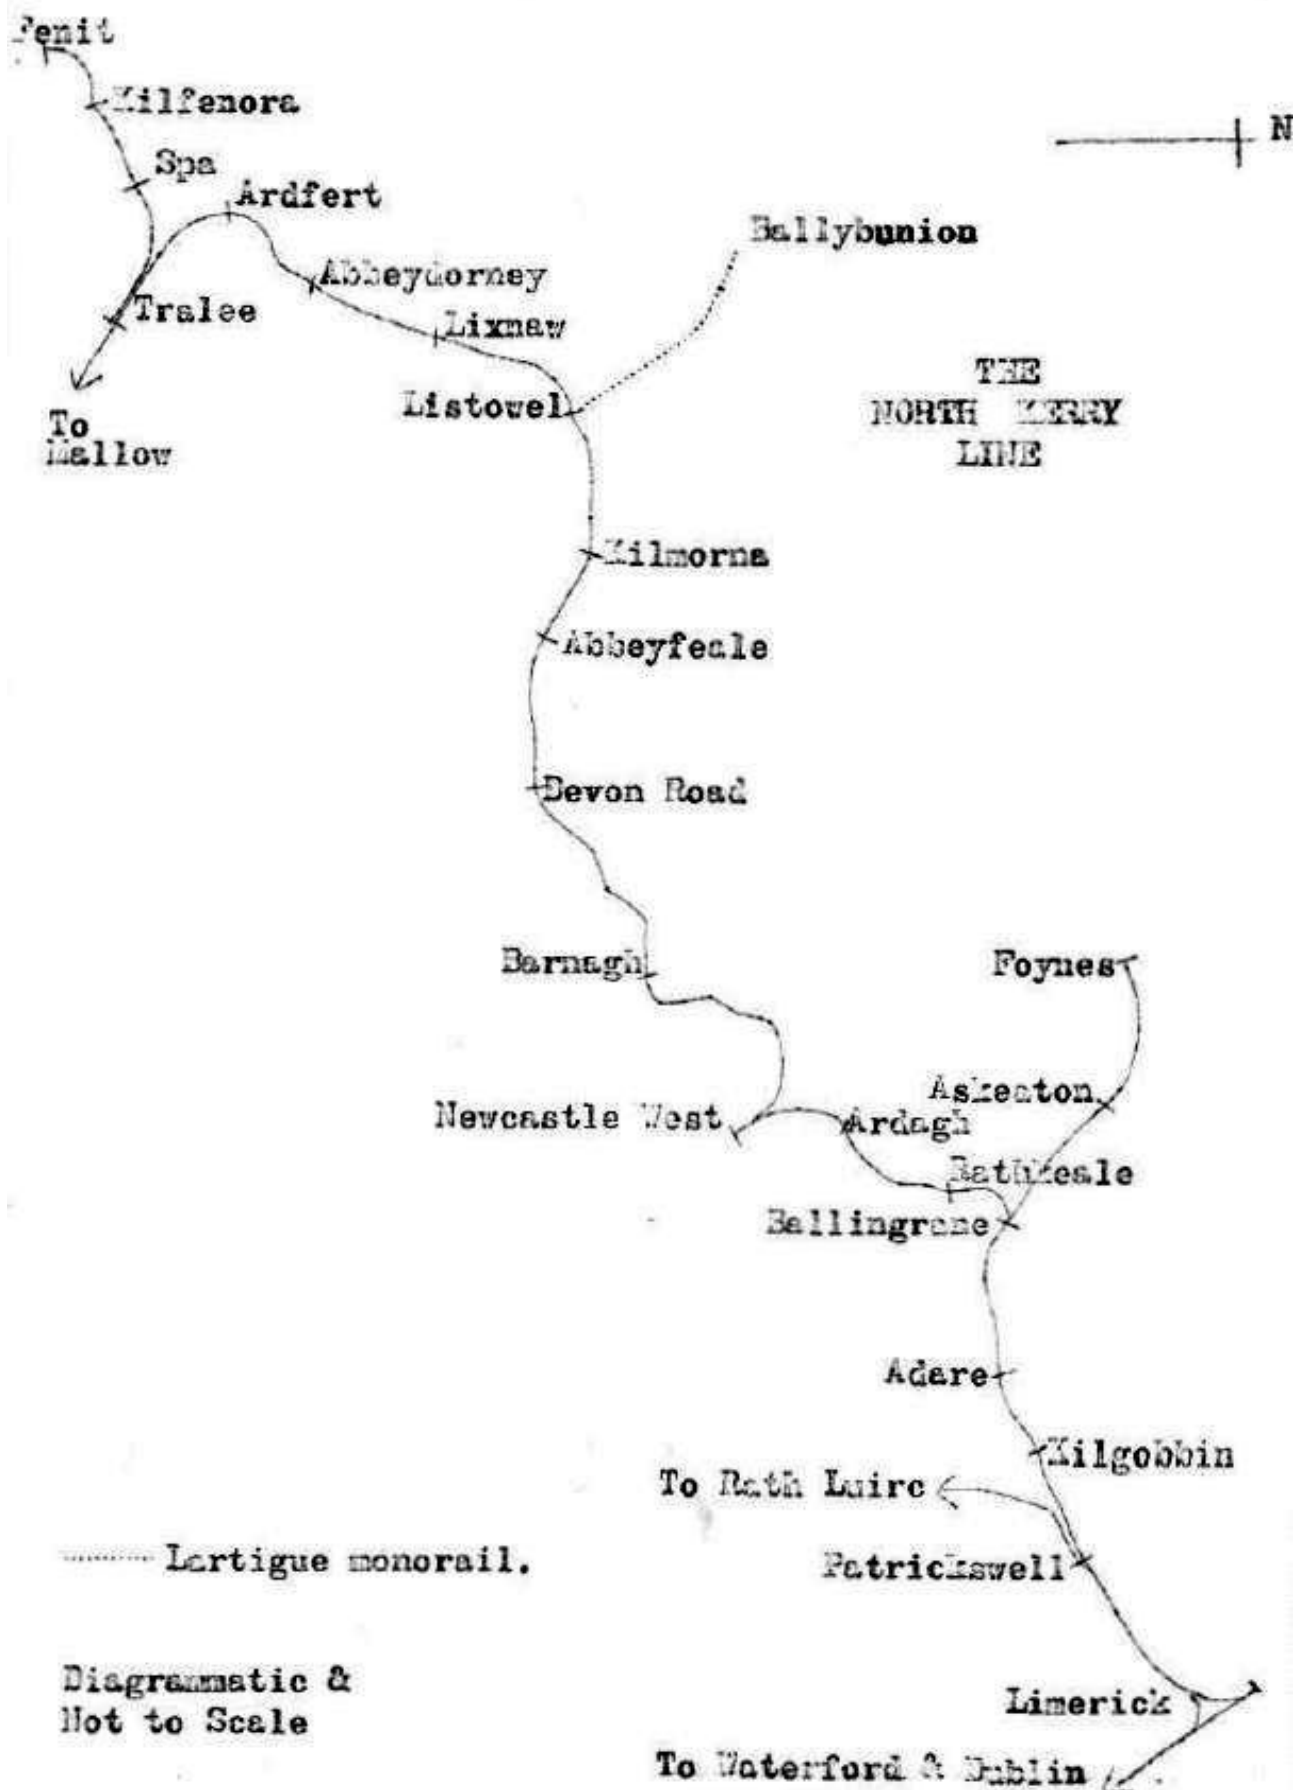 Fenit
Kilfenora
N
Spa
Ardfert
Ballybunion
Abbeydorney
Tralee
Lixnaw
THE
NORTH KERRY
LINE
Listowel
To
Mallow
Kilmorna
Abbeyfeale
Devon Road
Barnagh
Foynes
Askeaton
Newcastle West
Ardagh
Rathkeale
Ballingrane
Adare
Kilgobbin
To Rath Luirc
Lartigue monorail.
Patrickswell
Diagrammatic &
Not to Scale
Limerick
To Waterford & Dublin